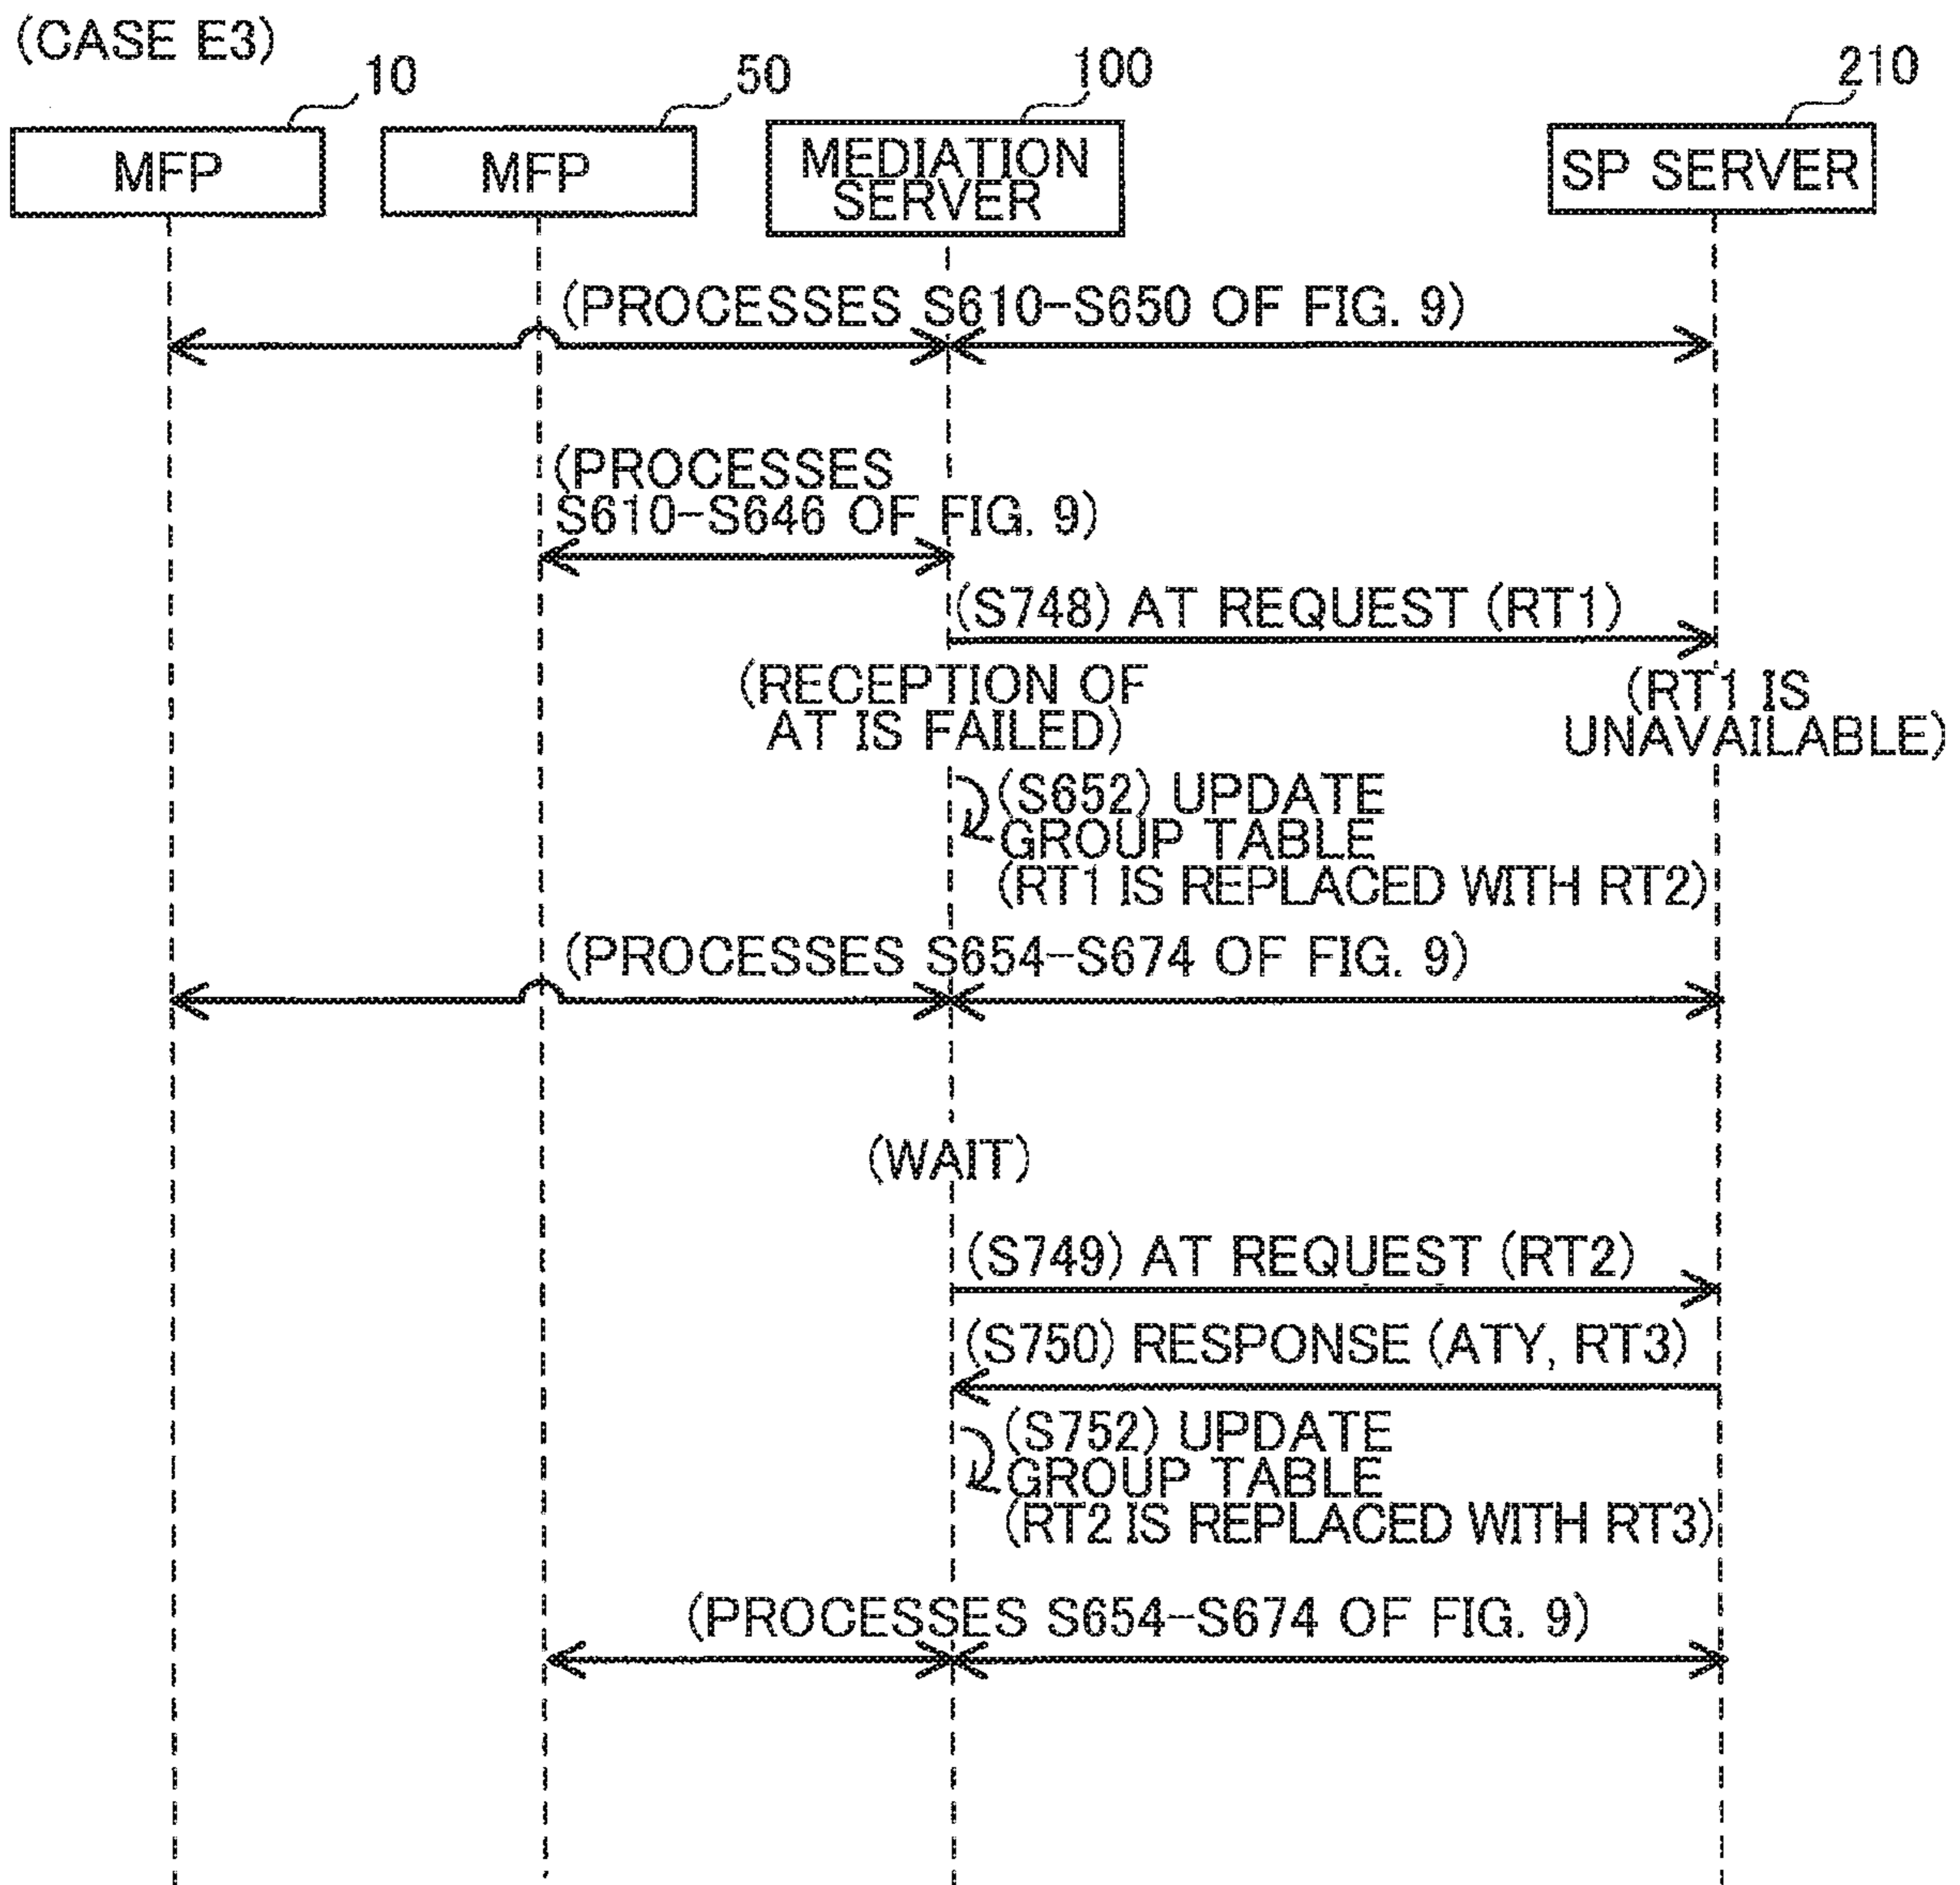 (CASE E3)
10
50
100
210
MFP
MFP
MEDIATION
SERVER
SP SERVER
(PROCESSES S610-S650 OF FIG. 9)
(PROCESSES
S610-S646 OF FIG. 9)
(S748) AT REQUEST (RT1)
(RECEPTION OF
AT IS FAILED)
(RT1 IS
UNAVAILABLE)
(S652) UPDATE
GROUP TABLE
(RT1 IS REPLACED WITH RT2)
(PROCESSES S654-S674 OF FIG. 9)
(WAIT)
(S749) AT REQUEST (RT2)
(S750) RESPONSE (ATY, RT3)
(S752) UPDATE
GROUP TABLE
(RT2 IS REPLACED WITH RT3)
(PROCESSES S654-S674 OF FIG. 9)